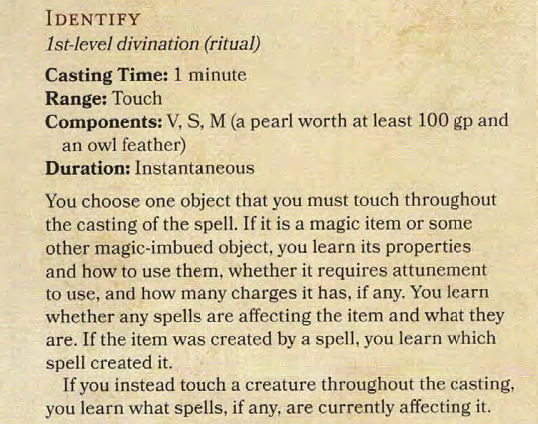 IDENTIFY
1st-level divination (ritual)
Casting Time: 1 minute
Range: Touch
Components: V, S, M (a pearl worth at least 100 gp and
an owl feather)
Duration: Instantaneous
You choose one object that you must touch throughout
the casting of the spell. If it is a magic item or some
other magic-imbued object, you learn its properties
and how to use them, whether it requires attunement
to use, and how many charges it has, if any. You learn
whether any spells are affecting the item and what they
are. If the item was created by a spell, you learn which
spell created it.
If you instead touch a creature throughout the casting,
you learn what spells, if any, are currently affecting it.